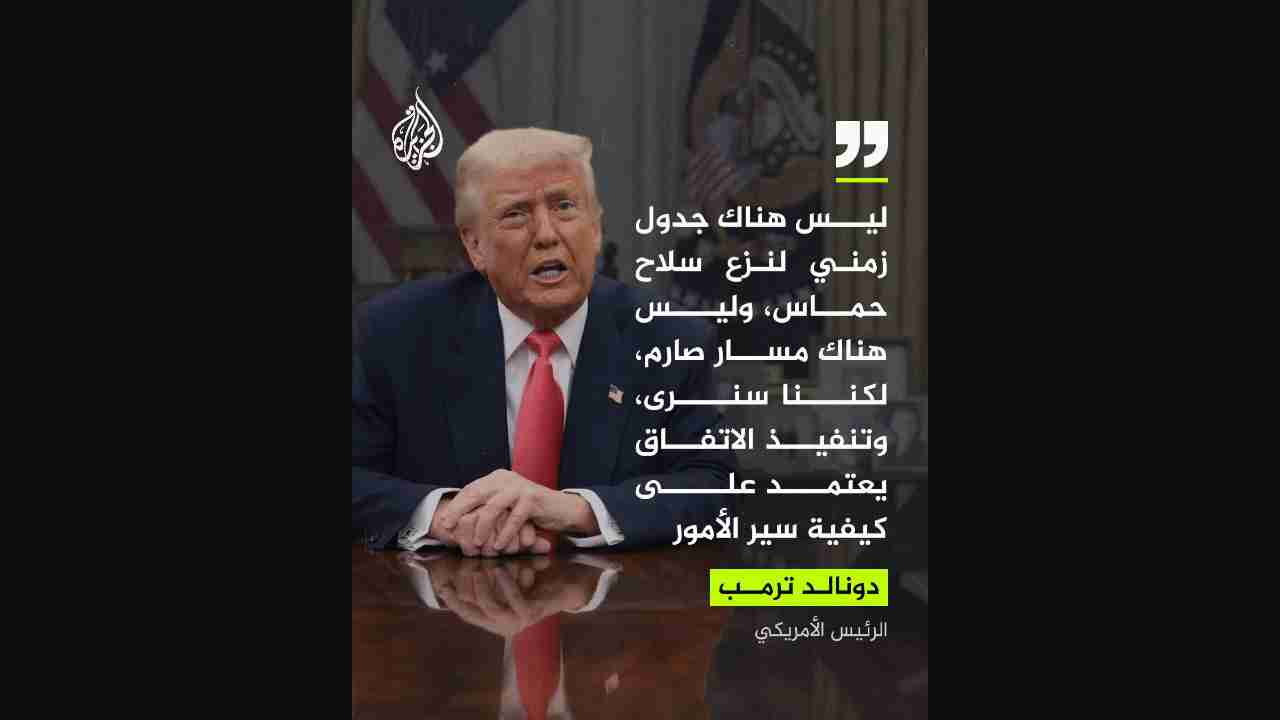 الجزيرة
ليس هناك جدول
زمني لنزع سلاح
حماس، وليس
هناك مسار صارم،
لكننا سنرى،
وتنفيذ الاتفاق
يعتمد على
كيفية سير الأمور
دونالد ترمب
الرئيس الأمريكي